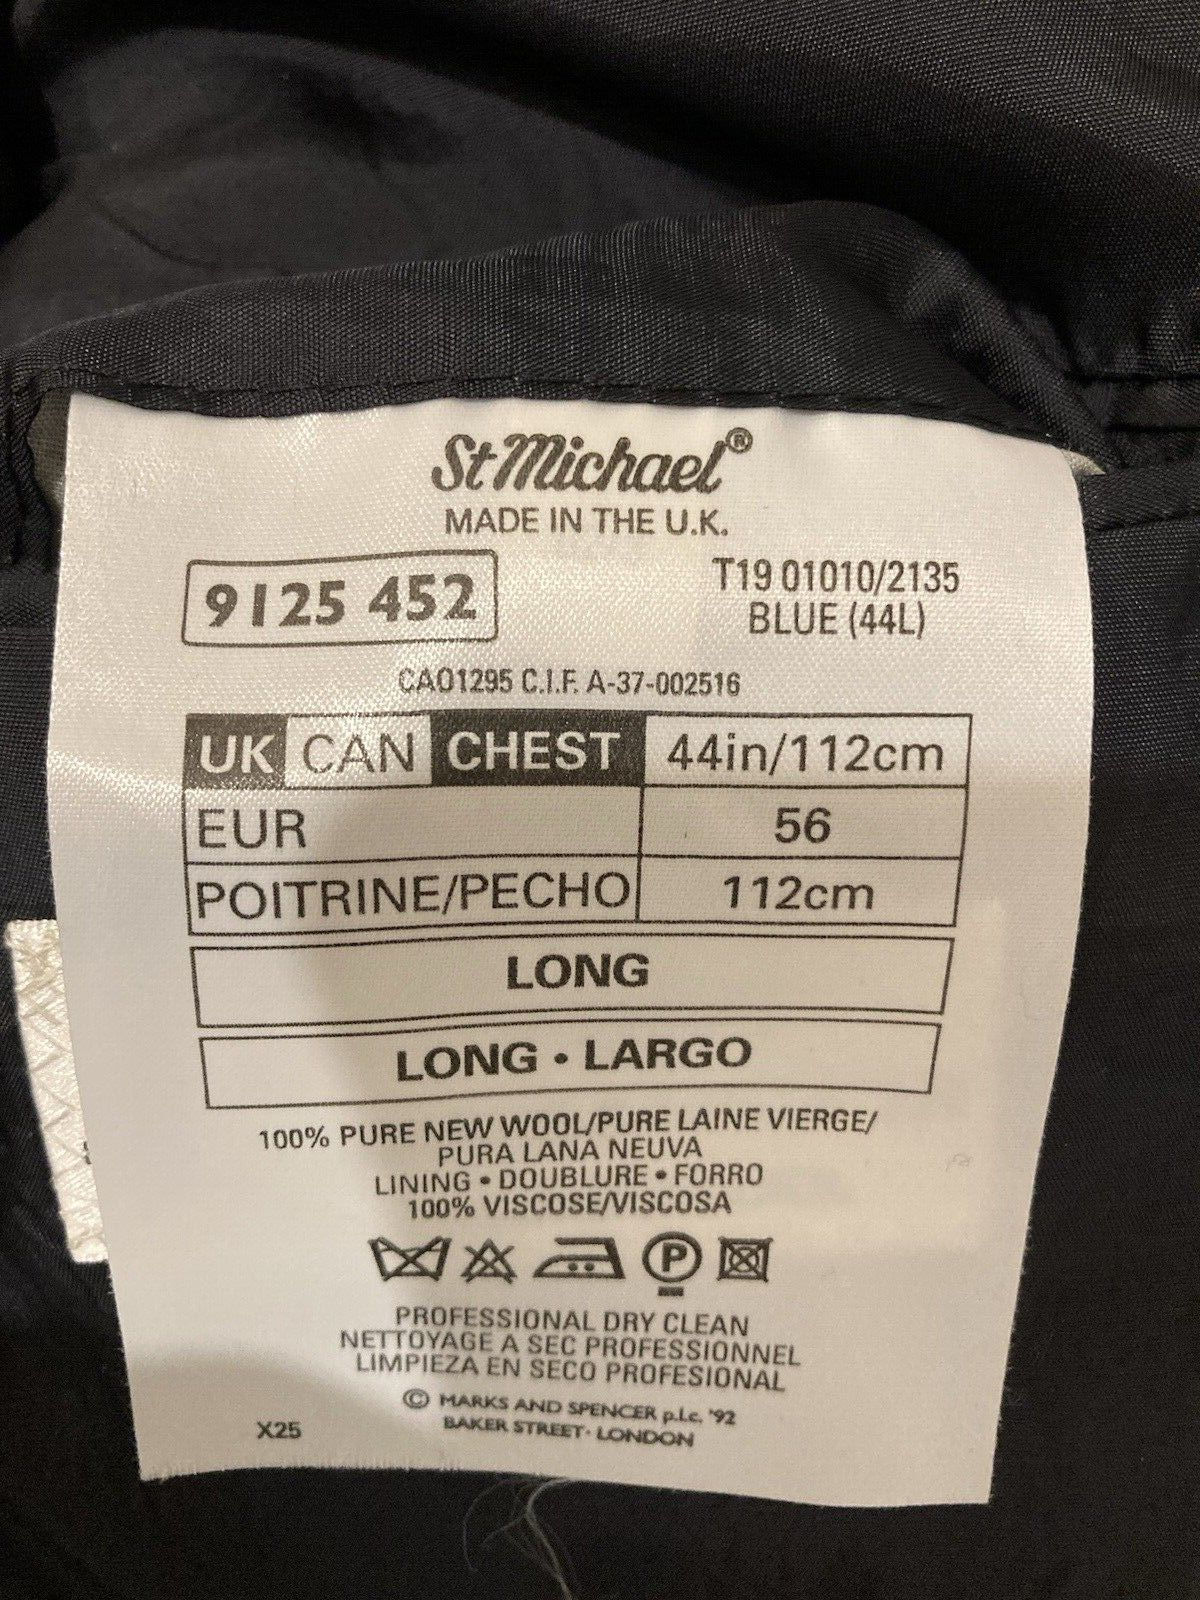 St Michael®
MADE IN THE U.K.
9125 452
T19 01010/2135
BLUE (44L)
CA01295 C.I.F. A-37-002516
UK CAN CHEST 44in/112cm
EUR 56
POITRINE/PECHO 112cm
LONG
LONG • LARGO
100% PURE NEW WOOL/PURE LAINE VIERGE/
PURA LANA NEUVA
LINING • DOUBLURE • FORRO
100% VISCOSE/VISCOSA
P
PROFESSIONAL DRY CLEAN
NETTOYAGE A SEC PROFESSIONNEL
LIMPIEZA EN SECO PROFESIONAL
© MARKS AND SPENCER p.l.c. '92
BAKER STREET · LONDON
X25